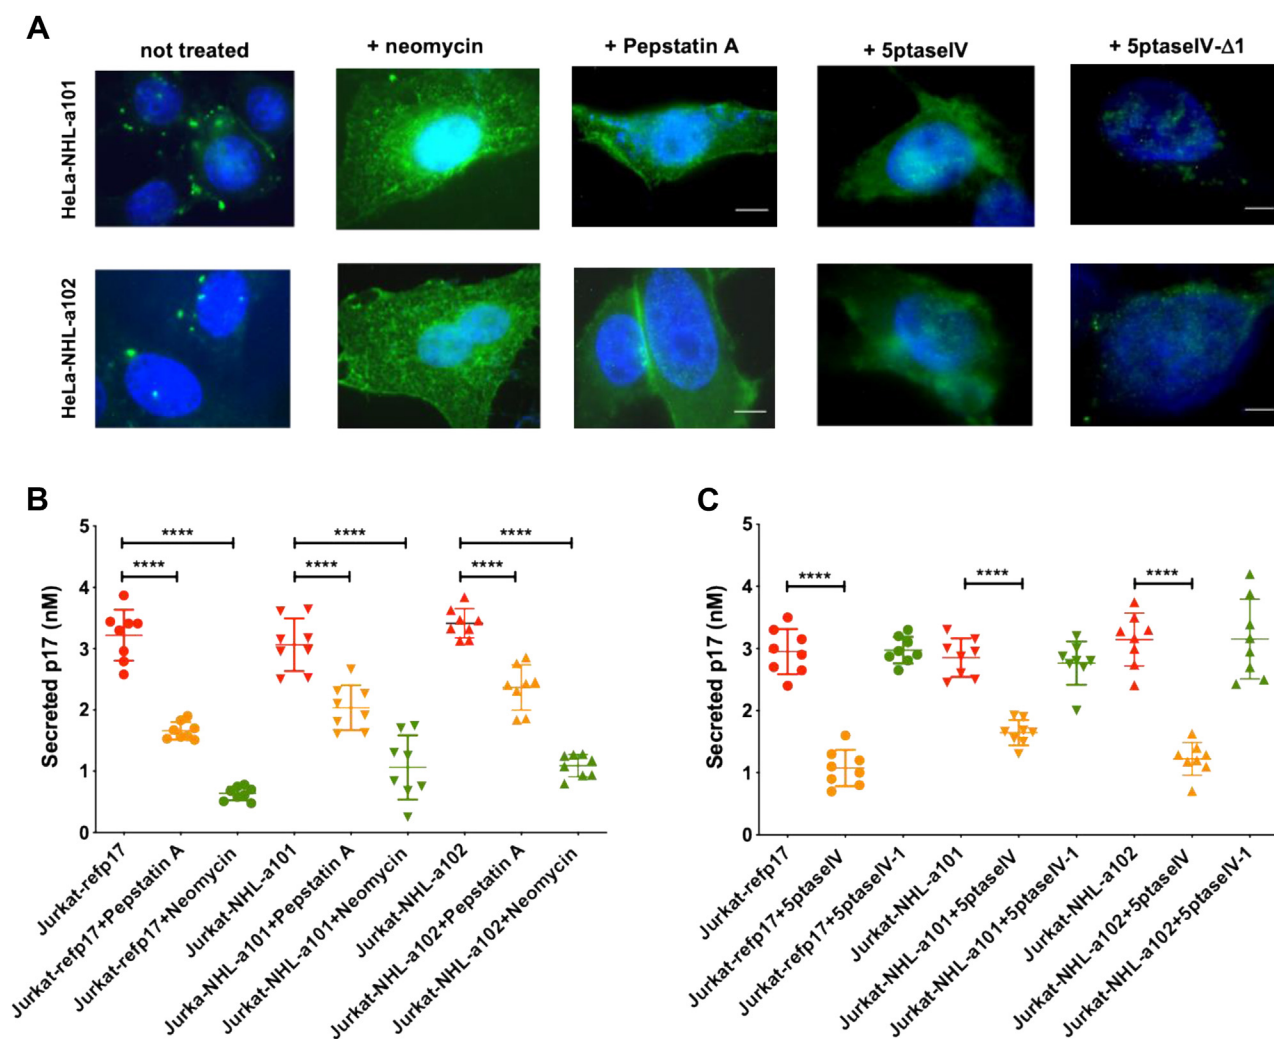 A
not treated
+ neomycin
+ Pepstatin A
+ 5ptaseIV
+ 5ptaseIV-Δ1
HeLa-NHL-a101
HeLa-NHL-a102
B
Secreted p17 (nM)
5
4
3
2
1
0
****
****
****
****
****
****
Jurkat-refp17
Jurkat-refp17+Pepstatin A
Jurkat-refp17+Neomycin
Jurkat-NHL-a101
Jurka-NHL-a101+Pepstatin A
Jurkat-NHL-a101+Neomycin
Jurkat-NHL-a102
Jurkat-NHL-a102+Pepstatin A
Jurkat-NHL-a102+Neomycin
C
Secreted p17 (nM)
5
4
3
2
1
0
****
****
****
Jurkat-refp17
Jurkat-refp17+5ptaseIV
Jurkat-refp17+5ptaseIV-1
Jurkat-NHL-a101
Jurkat-NHL-a101+5ptaseIV
Jurkat-NHL-a101+5ptaseIV-1
Jurkat-NHL-a102
Jurkat-NHL-a102+5ptaseIV
Jurkat-NHL-a102+5ptaseIV-1